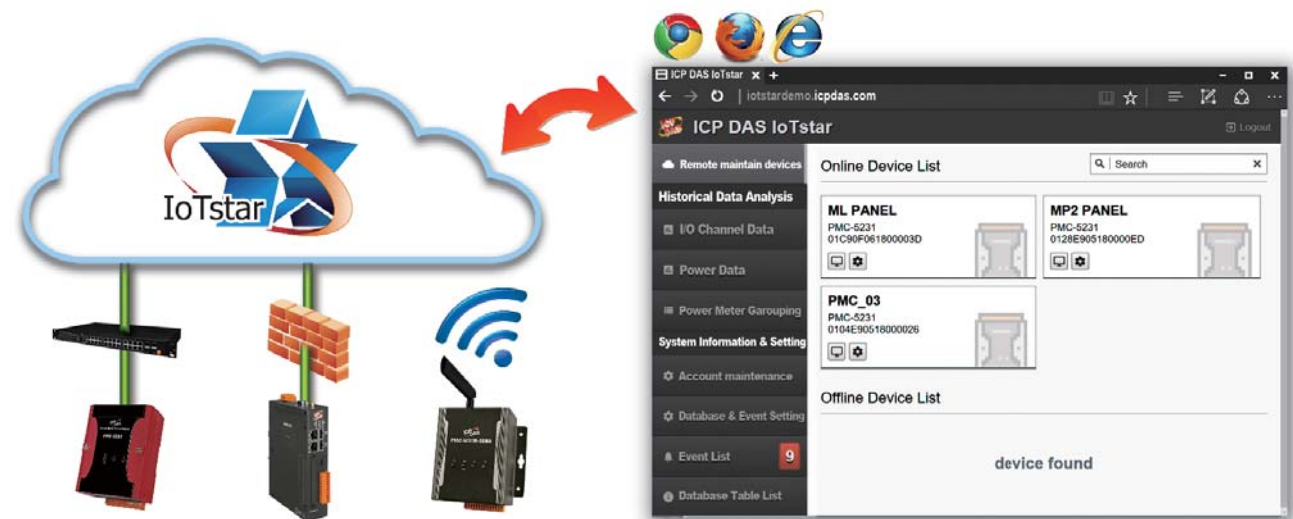 IoTstar
ICP DAS IoTstar
iotstardemo.icpdas.com
ICP DAS IoTstar
Logout
Remote maintain devices
Historical Data Analysis
I/O Channel Data
Power Data
Power Meter Garouping
System Information & Setting
Account maintenance
Database & Event Setting
Event List
9
Database Table List
Online Device List
Search
ML PANEL
PMC-5231
01C90F061800003D
MP2 PANEL
PMC-5231
0128E905180000ED
PMC_03
PMC-5231
0104E90518000026
Offline Device List
device found